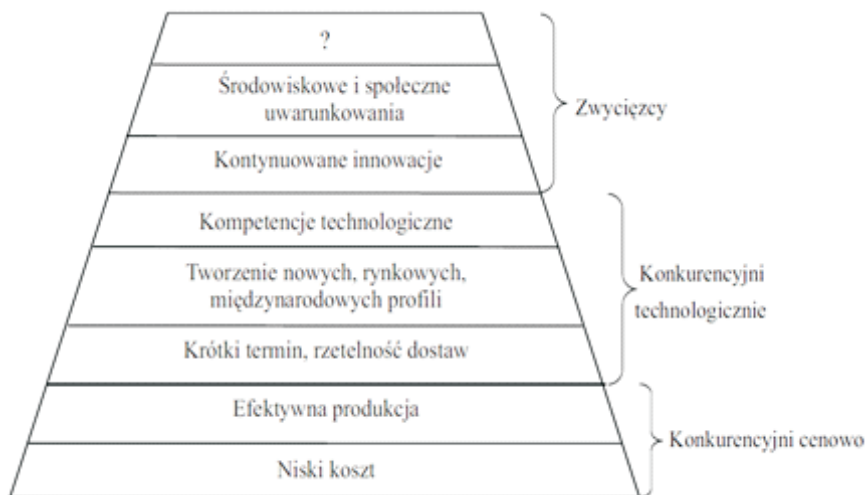 ?
Środowiskowe i społeczne
uwarunkowania
Zwycięzcy
Kontynuowane innowacje
Kompetencje technologiczne
Tworzenie nowych, rynkowych,
międzynarodowych profili
Konkurencyjni
technologicznie
Krótki termin, rzetelność dostaw
Efektywna produkcja
Konkurencyjni cenowo
Niski koszt